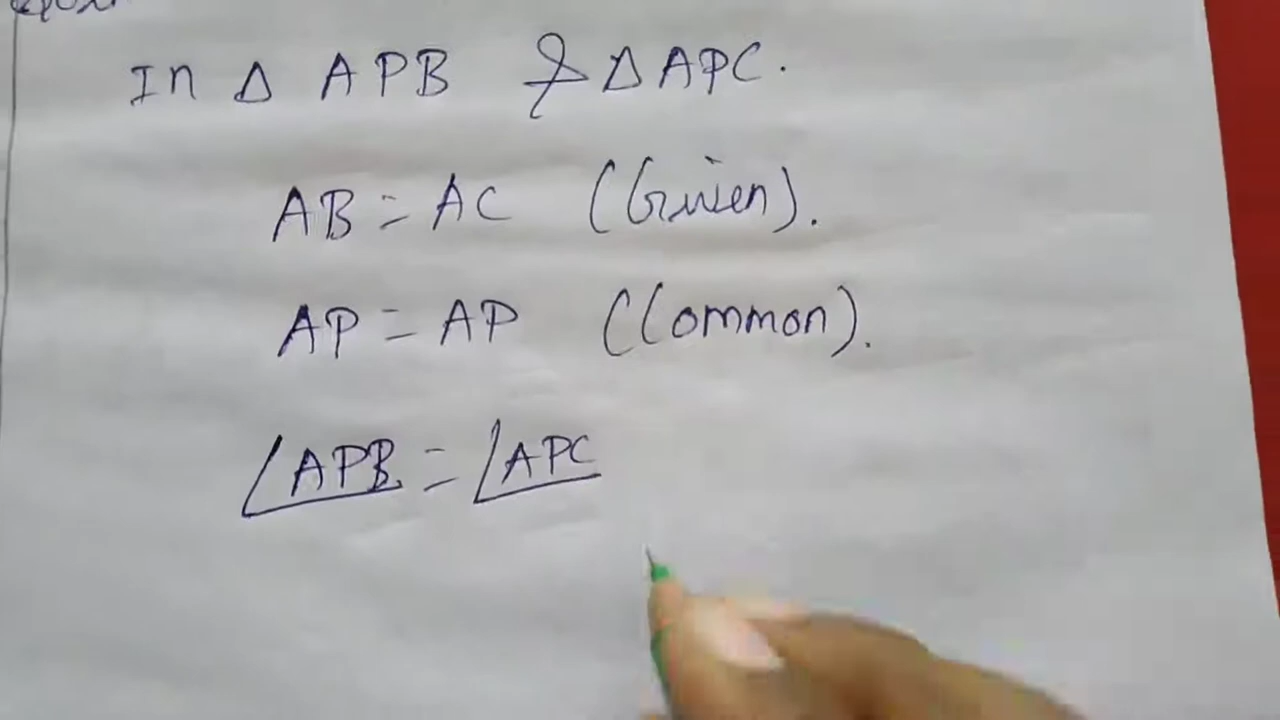 In Δ APB & Δ APC.
AB = AC (Given).
AP = AP (Common).
∠APB = ∠APC